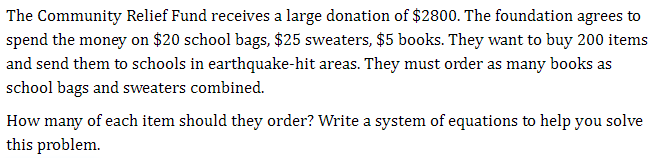 The Community Relief Fund receives a large donation of $2800. The foundation agrees to
spend the money on $20 school bags, $25 sweaters, $5 books. They want to buy 200 items
and send them to schools in earthquake-hit areas. They must order as many books as
school bags and sweaters combined.
How many of each item should they order? Write a system of equations to help you solve
this problem.